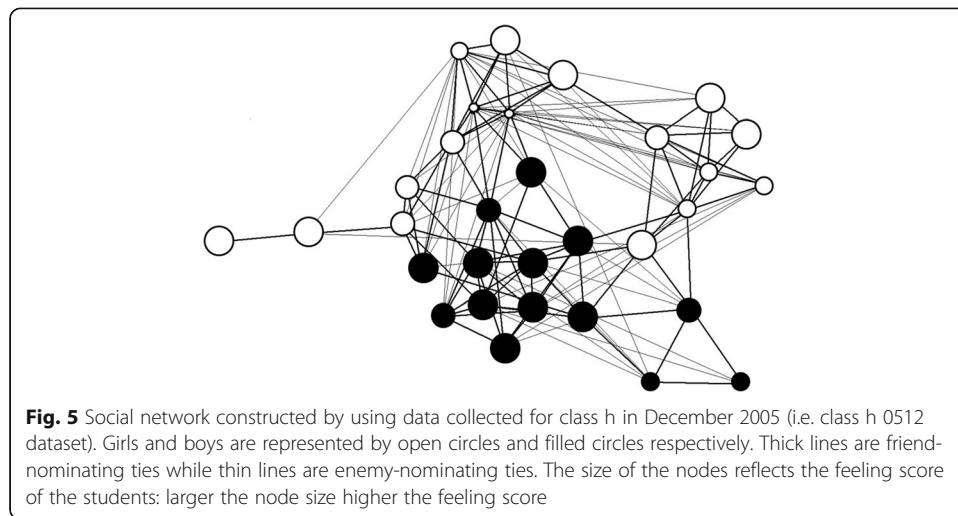 Fig. 5 Social network constructed by using data collected for class h in December 2005 (i.e. class h 0512
dataset). Girls and boys are represented by open circles and filled circles respectively. Thick lines are friend-
nominating ties while thin lines are enemy-nominating ties. The size of the nodes reflects the feeling score
of the students: larger the node size higher the feeling score